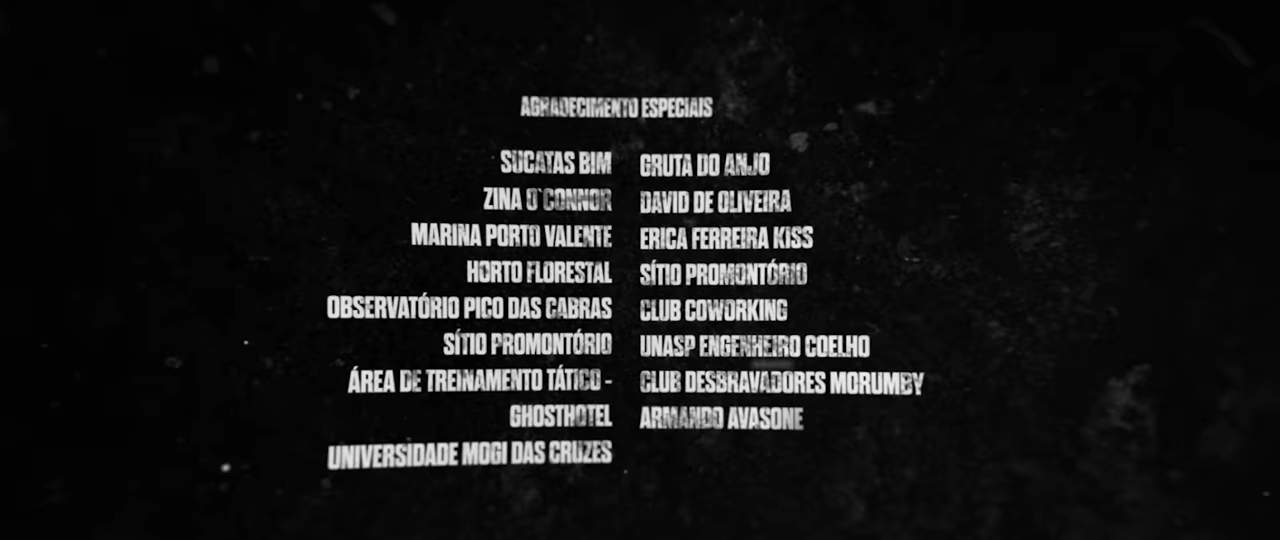 AGRADECIMENTO ESPECIAIS
SUCATAS BIM
ZINA O`CONNOR
MARINA PORTO VALENTE
HORTO FLORESTAL
OBSERVATÓRIO PICO DAS CABRAS
SÍTIO PROMONTÓRIO
ÁREA DE TREINAMENTO TÁTICO -
GHOSTHOTEL
UNIVERSIDADE MOGI DAS CRUZES
GRUTA DO ANJO
DAVID DE OLIVEIRA
ERICA FERREIRA KISS
SÍTIO PROMONTÓRIO
CLUB COWORKING
UNASP ENGENHEIRO COELHO
CLUB DESBRAVADORES MORUMBY
ARMANDO AVASONE